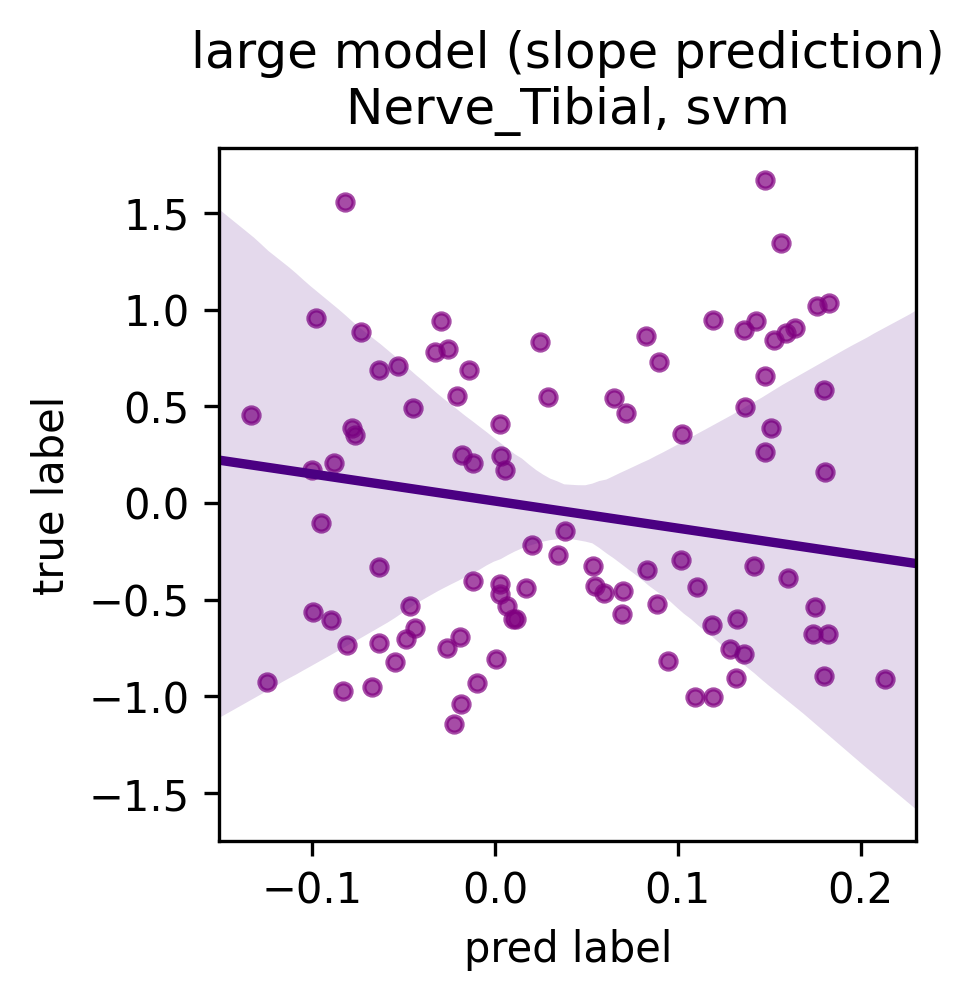 large model (slope prediction)
Nerve_Tibial, svm
1.5
1.0
0.5
0.0
−0.5
−1.0
−1.5
true label
−0.1
0.0
0.1
0.2
pred label